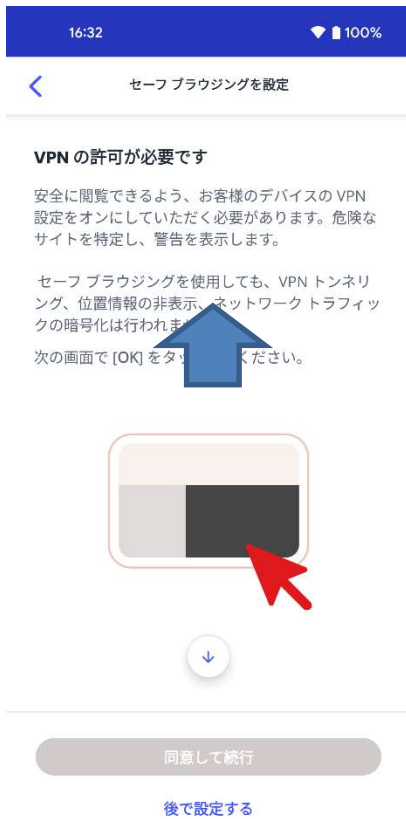 16:32
100%
セーフ ブラウジングを設定
VPN の許可が必要です
安全に閲覧できるよう、お客様のデバイスの VPN
設定をオンにしていただく必要があります。危険な
サイトを特定し、警告を表示します。
セーフ ブラウジングを使用しても、VPN トンネリ
ング、位置情報の非表示、ネットワーク トラフィッ
クの暗号化は行われま
次の画面で [OK] をタッ ください。
同意して続行
後で設定する